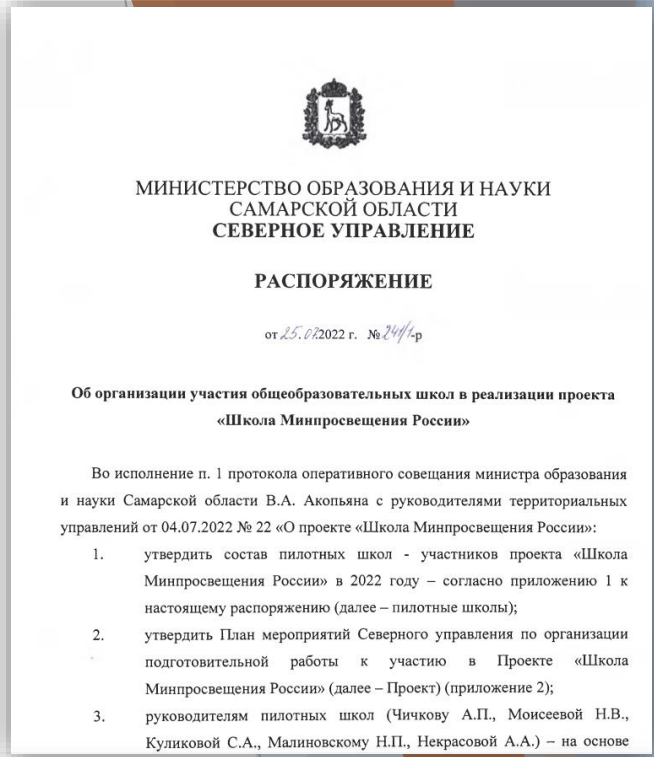 МИНИСТЕРСТВО ОБРАЗОВАНИЯ И НАУКИ
САМАРСКОЙ ОБЛАСТИ
СЕВЕРНОЕ УПРАВЛЕНИЕ
РАСПОРЯЖЕНИЕ
от 25.07.2022 г. № 241/1-р
Об организации участия общеобразовательных школ в реализации проекта
«Школа Минпросвещения России»
Во исполнение п. 1 протокола оперативного совещания министра образования
и науки Самарской области В.А. Акопьяна с руководителями территориальных
управлений от 04.07.2022 № 22 «О проекте «Школа Минпросвещения России»:
1. утвердить состав пилотных школ - участников проекта «Школа
Минпросвещения России» в 2022 году – согласно приложению 1 к
настоящему распоряжению (далее – пилотные школы);
2. утвердить План мероприятий Северного управления по организации
подготовительной работы к участию в Проекте «Школа
Минпросвещения России» (далее – Проект) (приложение 2);
3. руководителям пилотных школ (Чичкову А.П., Моисеевой Н.В.,
Куликовой С.А., Малиновскому Н.П., Некрасовой А.А.) – на основе